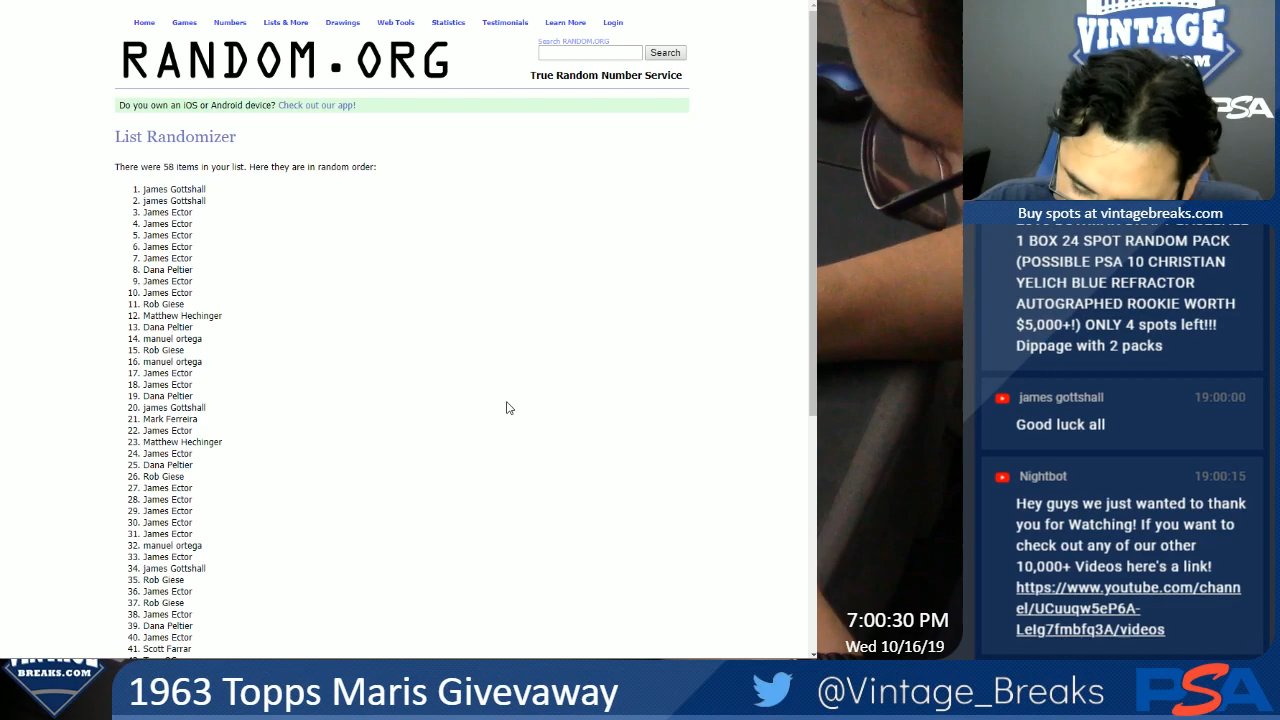 Home Games Numbers Lists & More Drawings Web Tools Statistics Testimonials Learn More Login
RANDOM.ORG
Search RANDOM.ORG
Search
True Random Number Service
Do you own an iOS or Android device? Check out our app!
List Randomizer
There were 58 items in your list. Here they are in random order:
1. James Gottshall
2. james Gottshall
3. James Ector
4. James Ector
5. James Ector
6. James Ector
7. James Ector
8. Dana Peltier
9. James Ector
10. James Ector
11. Rob Giese
12. Matthew Hechinger
13. Dana Peltier
14. manuel ortega
15. Rob Giese
16. manuel ortega
17. James Ector
18. James Ector
19. Dana Peltier
20. james Gottshall
21. Mark Ferreira
22. James Ector
23. Matthew Hechinger
24. James Ector
25. Dana Peltier
26. Rob Giese
27. James Ector
28. James Ector
29. James Ector
30. James Ector
31. James Ector
32. manuel ortega
33. James Ector
34. James Gottshall
35. Rob Giese
36. James Ector
37. Rob Giese
38. James Ector
39. Dana Peltier
40. James Ector
41. Scott Farrar
VINTAGE
.COM
PSA
Buy spots at vintagebreaks.com
1 BOX 24 SPOT RANDOM PACK
(POSSIBLE PSA 10 CHRISTIAN
YELICH BLUE REFRACTOR
AUTOGRAPHED ROOKIE WORTH
$5,000+!) ONLY 4 spots left!!!
Dippage with 2 packs
james gottshall 19:00:00
Good luck all
Nightbot 19:00:15
Hey guys we just wanted to thank
you for Watching! If you want to
check out any of our other
10,000+ Videos here's a link!
https://www.youtube.com/chann
el/UCuuqw5eP6A-
LeIg7fmbfq3A/videos
7:00:30 PM
Wed 10/16/19
VINTAGE
BREAKS.COM
1963 Topps Maris Givevaway
@Vintage_Breaks
PSA